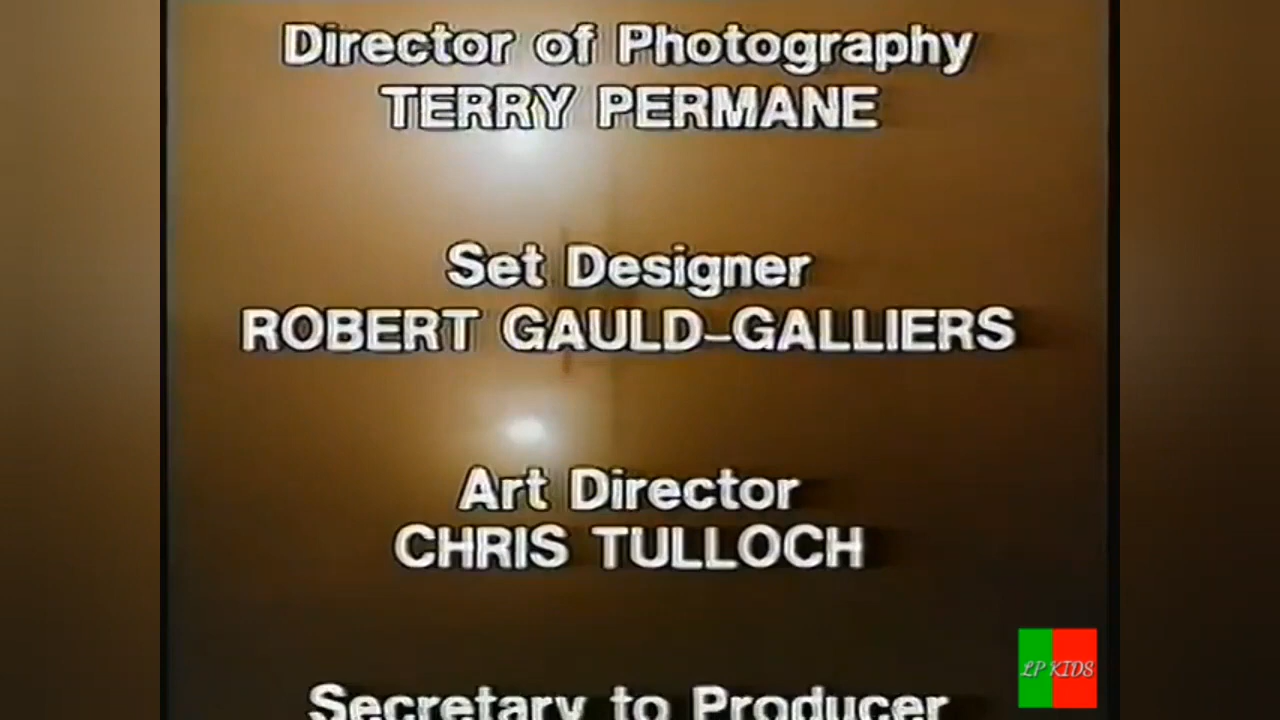 Director of Photography
TERRY PERMANE
Set Designer
ROBERT GAULD-GALLIERS
Art Director
CHRIS TULLOCH
Secretary to Producer
LP KIDS